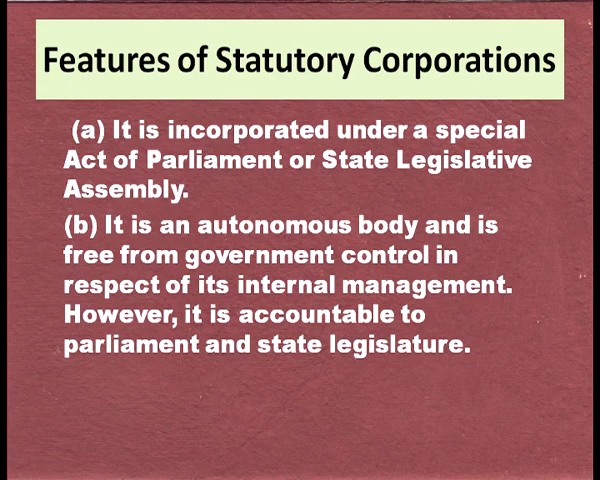 Features of Statutory Corporations
(a) It is incorporated under a special
Act of Parliament or State Legislative
Assembly.
(b) It is an autonomous body and is
free from government control in
respect of its internal management.
However, it is accountable to
parliament and state legislature.